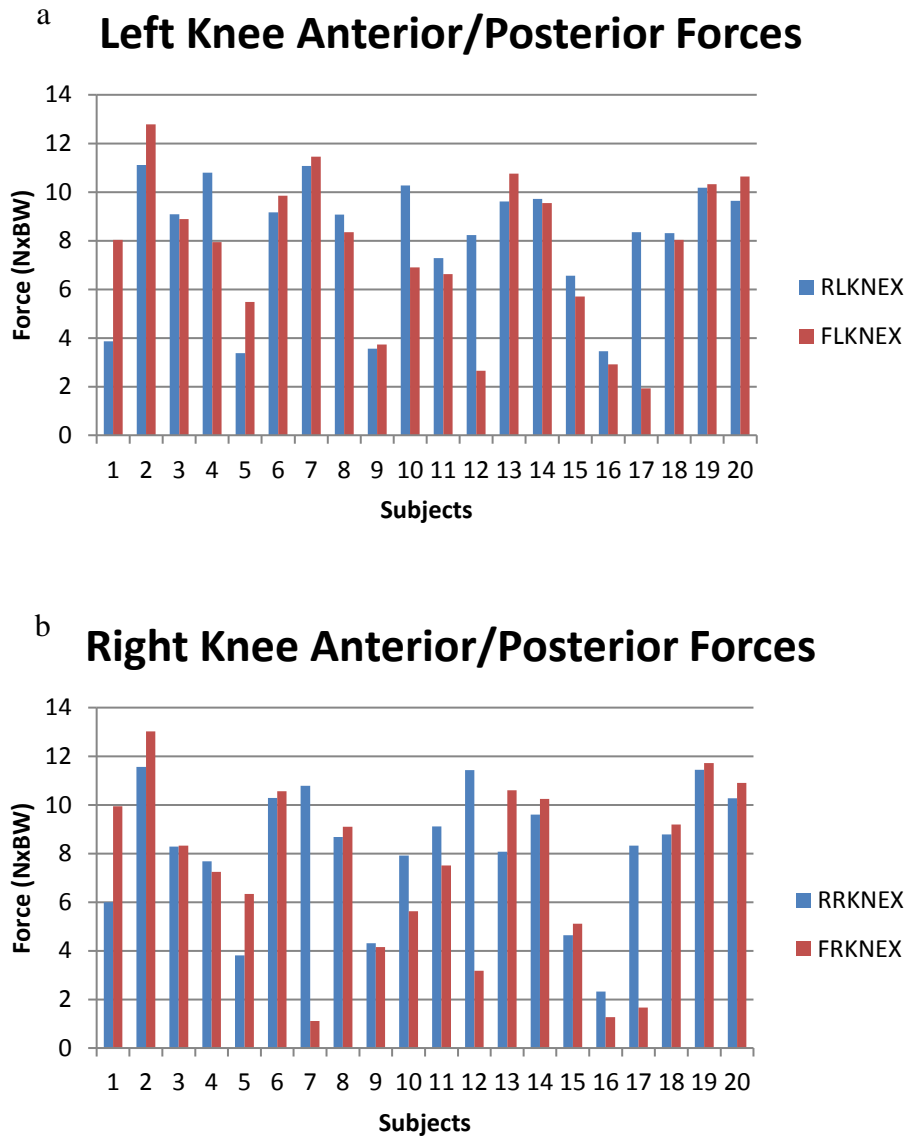 a
Left Knee Anterior/Posterior Forces
14
12
10
8
6
4
2
0
Force (NxBW)
1 2 3 4 5 6 7 8 9 10 11 12 13 14 15 16 17 18 19 20
Subjects
RLKNEX
FLKNEX
b
Right Knee Anterior/Posterior Forces
14
12
10
8
6
4
2
0
Force (NxBW)
1 2 3 4 5 6 7 8 9 10 11 12 13 14 15 16 17 18 19 20
Subjects
RRKNEX
FRKNEX